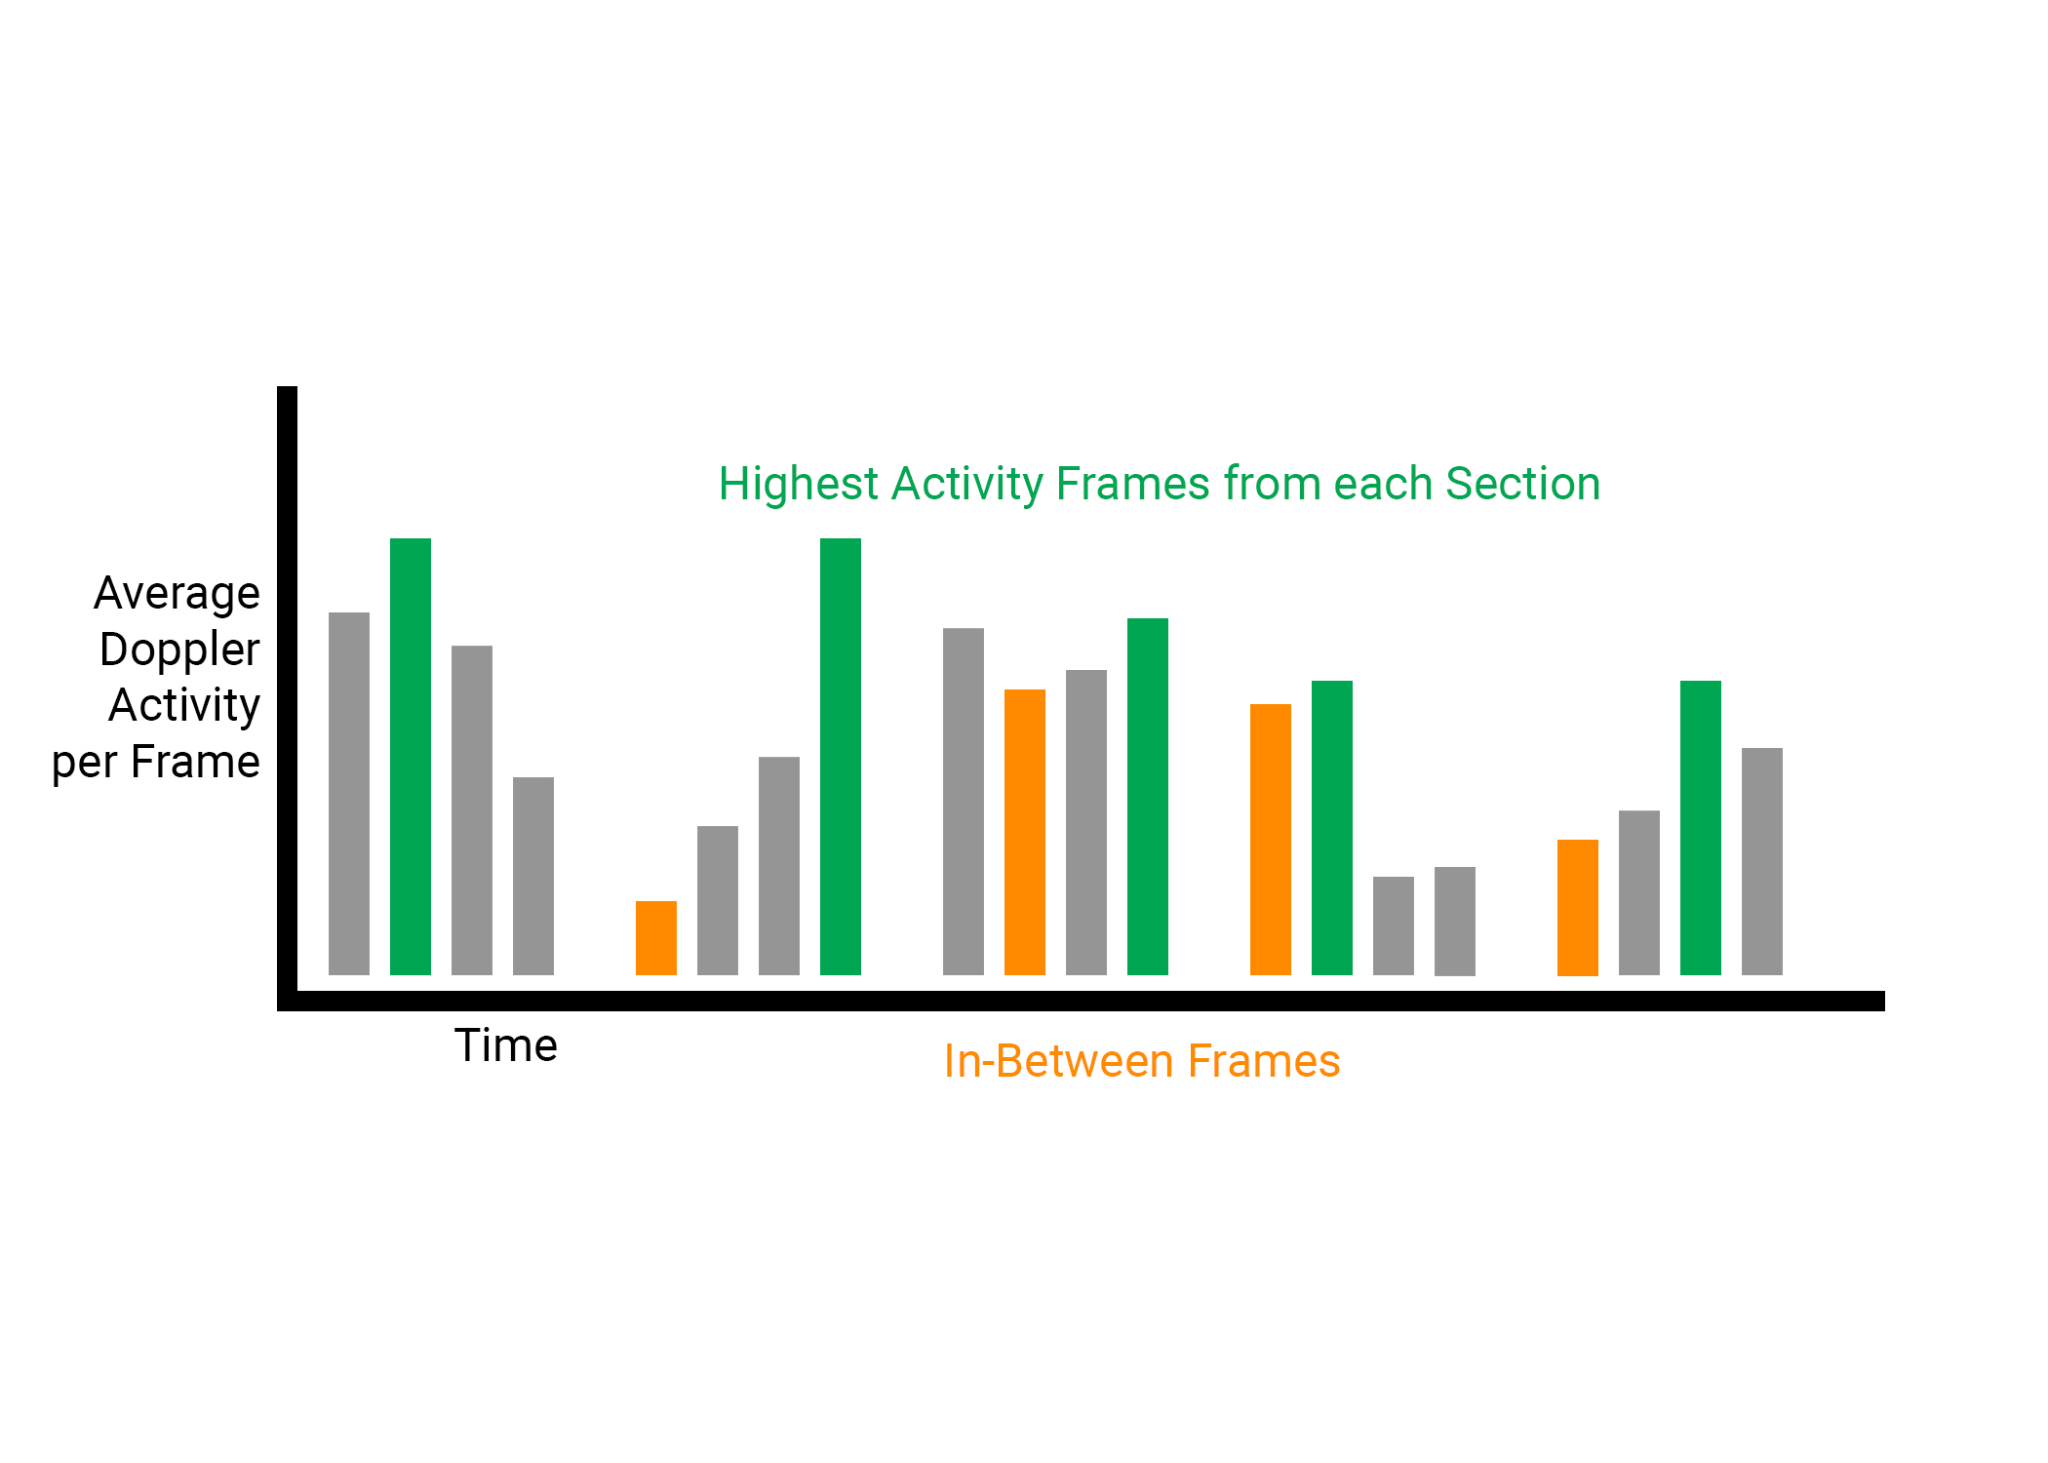 Highest Activity Frames from each Section
Average
Doppler
Activity
per Frame
Time
In-Between Frames